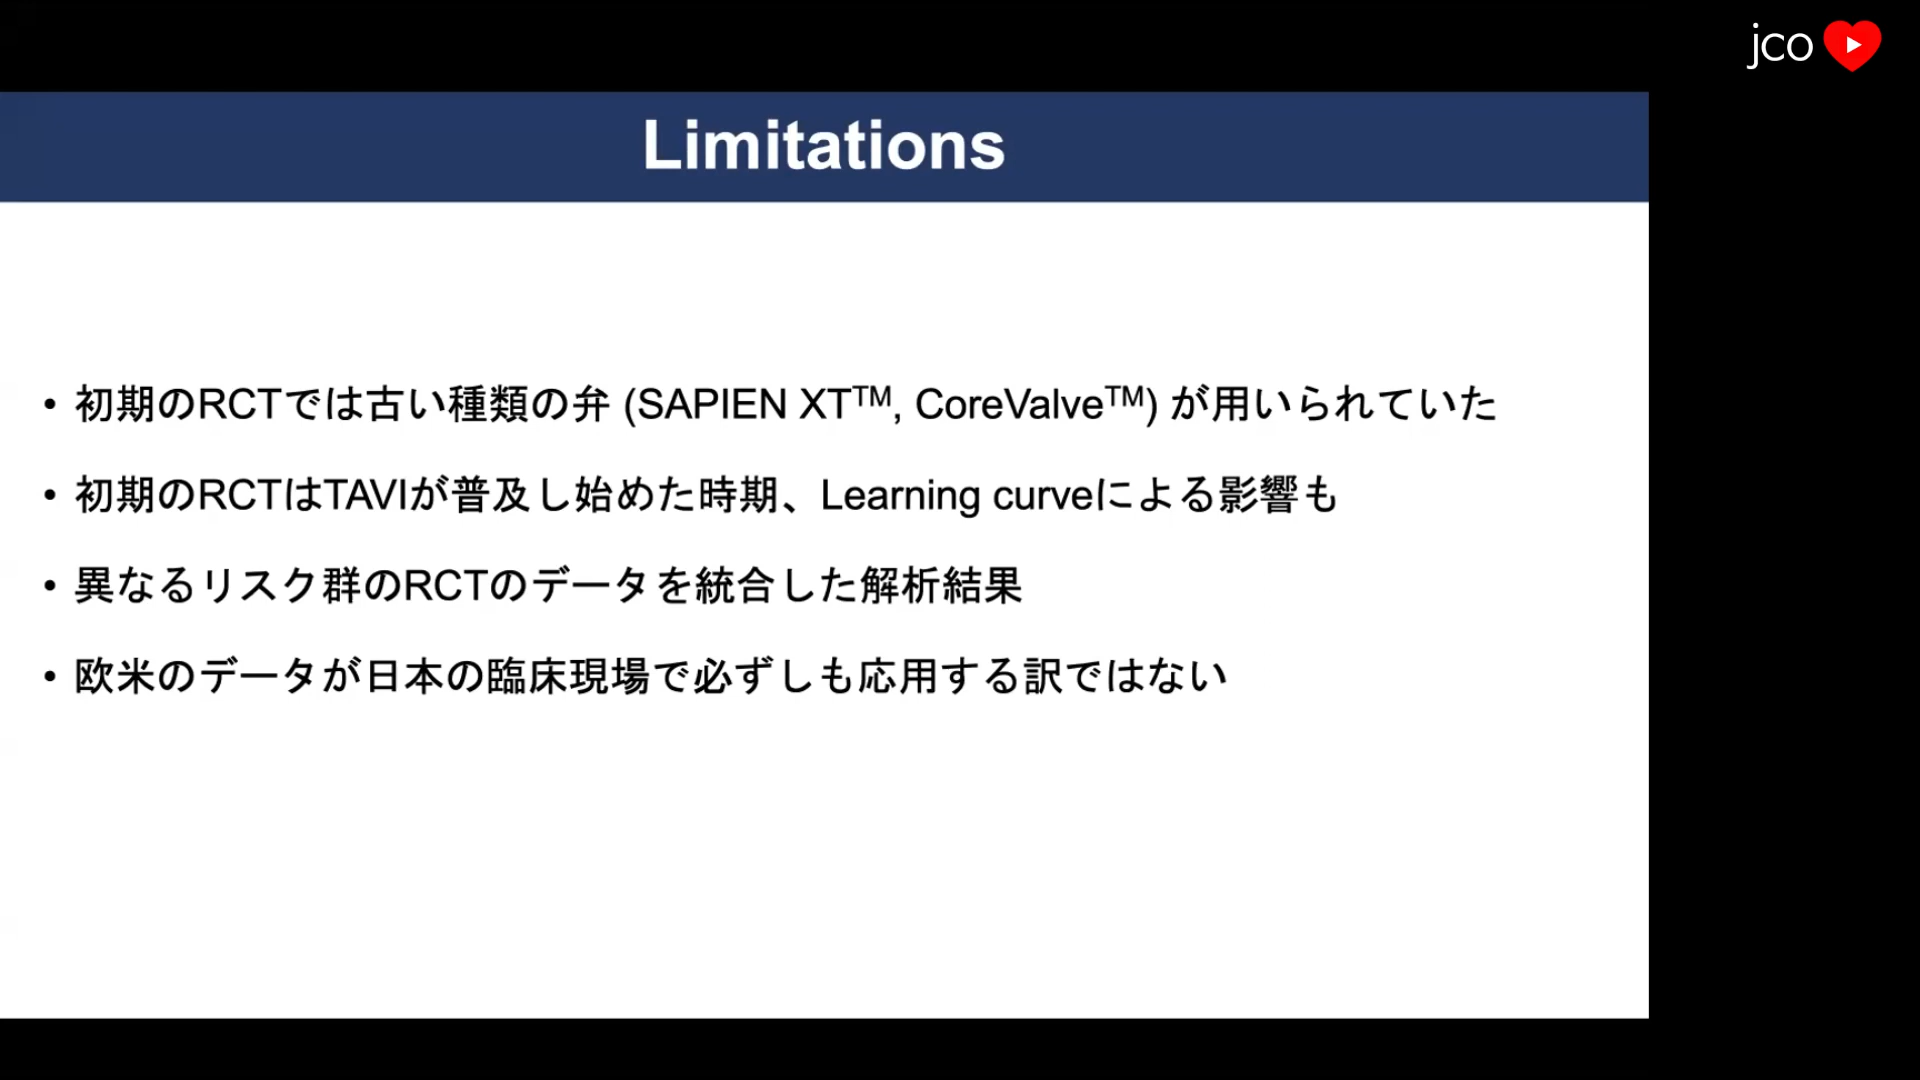 jco
Limitations
• 初期のRCTでは古い種類の弁 (SAPIEN XT™, CoreValve™) が用いられていた
• 初期のRCTはTAVIが普及し始めた時期、Learning curveによる影響も
• 異なるリスク群のRCTのデータを統合した解析結果
• 欧米のデータが日本の臨床現場で必ずしも応用する訳ではない